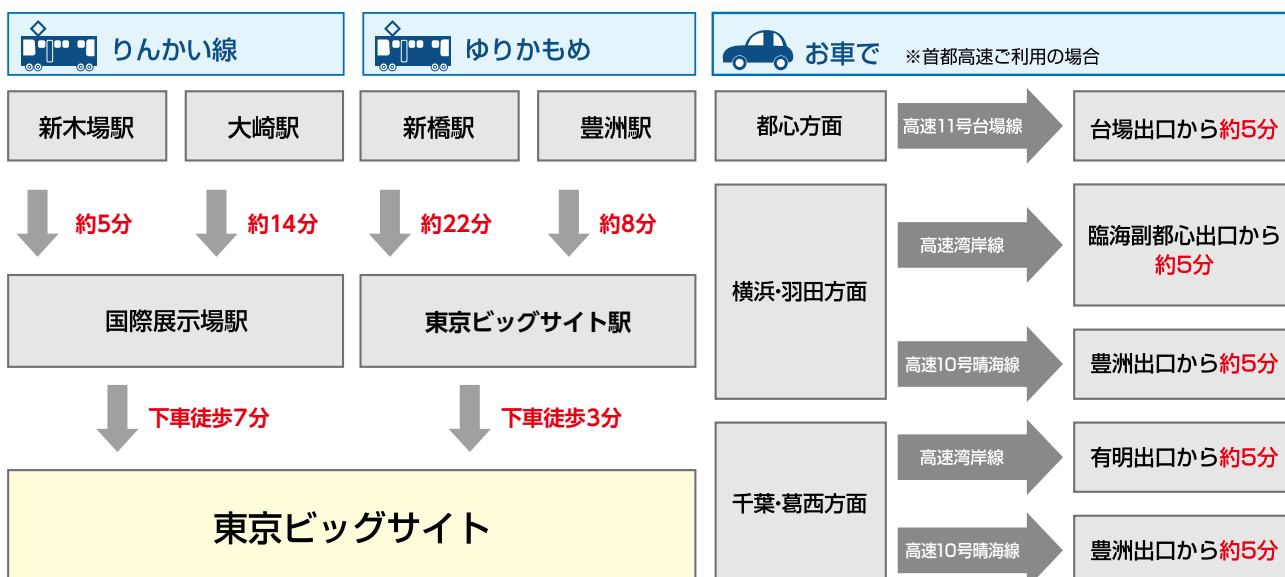 りんかい線
ゆりかもめ
お車で ※首都高速ご利用の場合
新木場駅
大崎駅
新橋駅
豊洲駅
約5分
約14分
約22分
約8分
国際展示場駅
東京ビッグサイト駅
下車徒歩7分
下車徒歩3分
東京ビッグサイト
都心方面
高速11号台場線
台場出口から約5分
横浜・羽田方面
高速湾岸線
臨海副都心出口から
約5分
高速10号晴海線
豊洲出口から約5分
千葉・葛西方面
高速湾岸線
有明出口から約5分
高速10号晴海線
豊洲出口から約5分